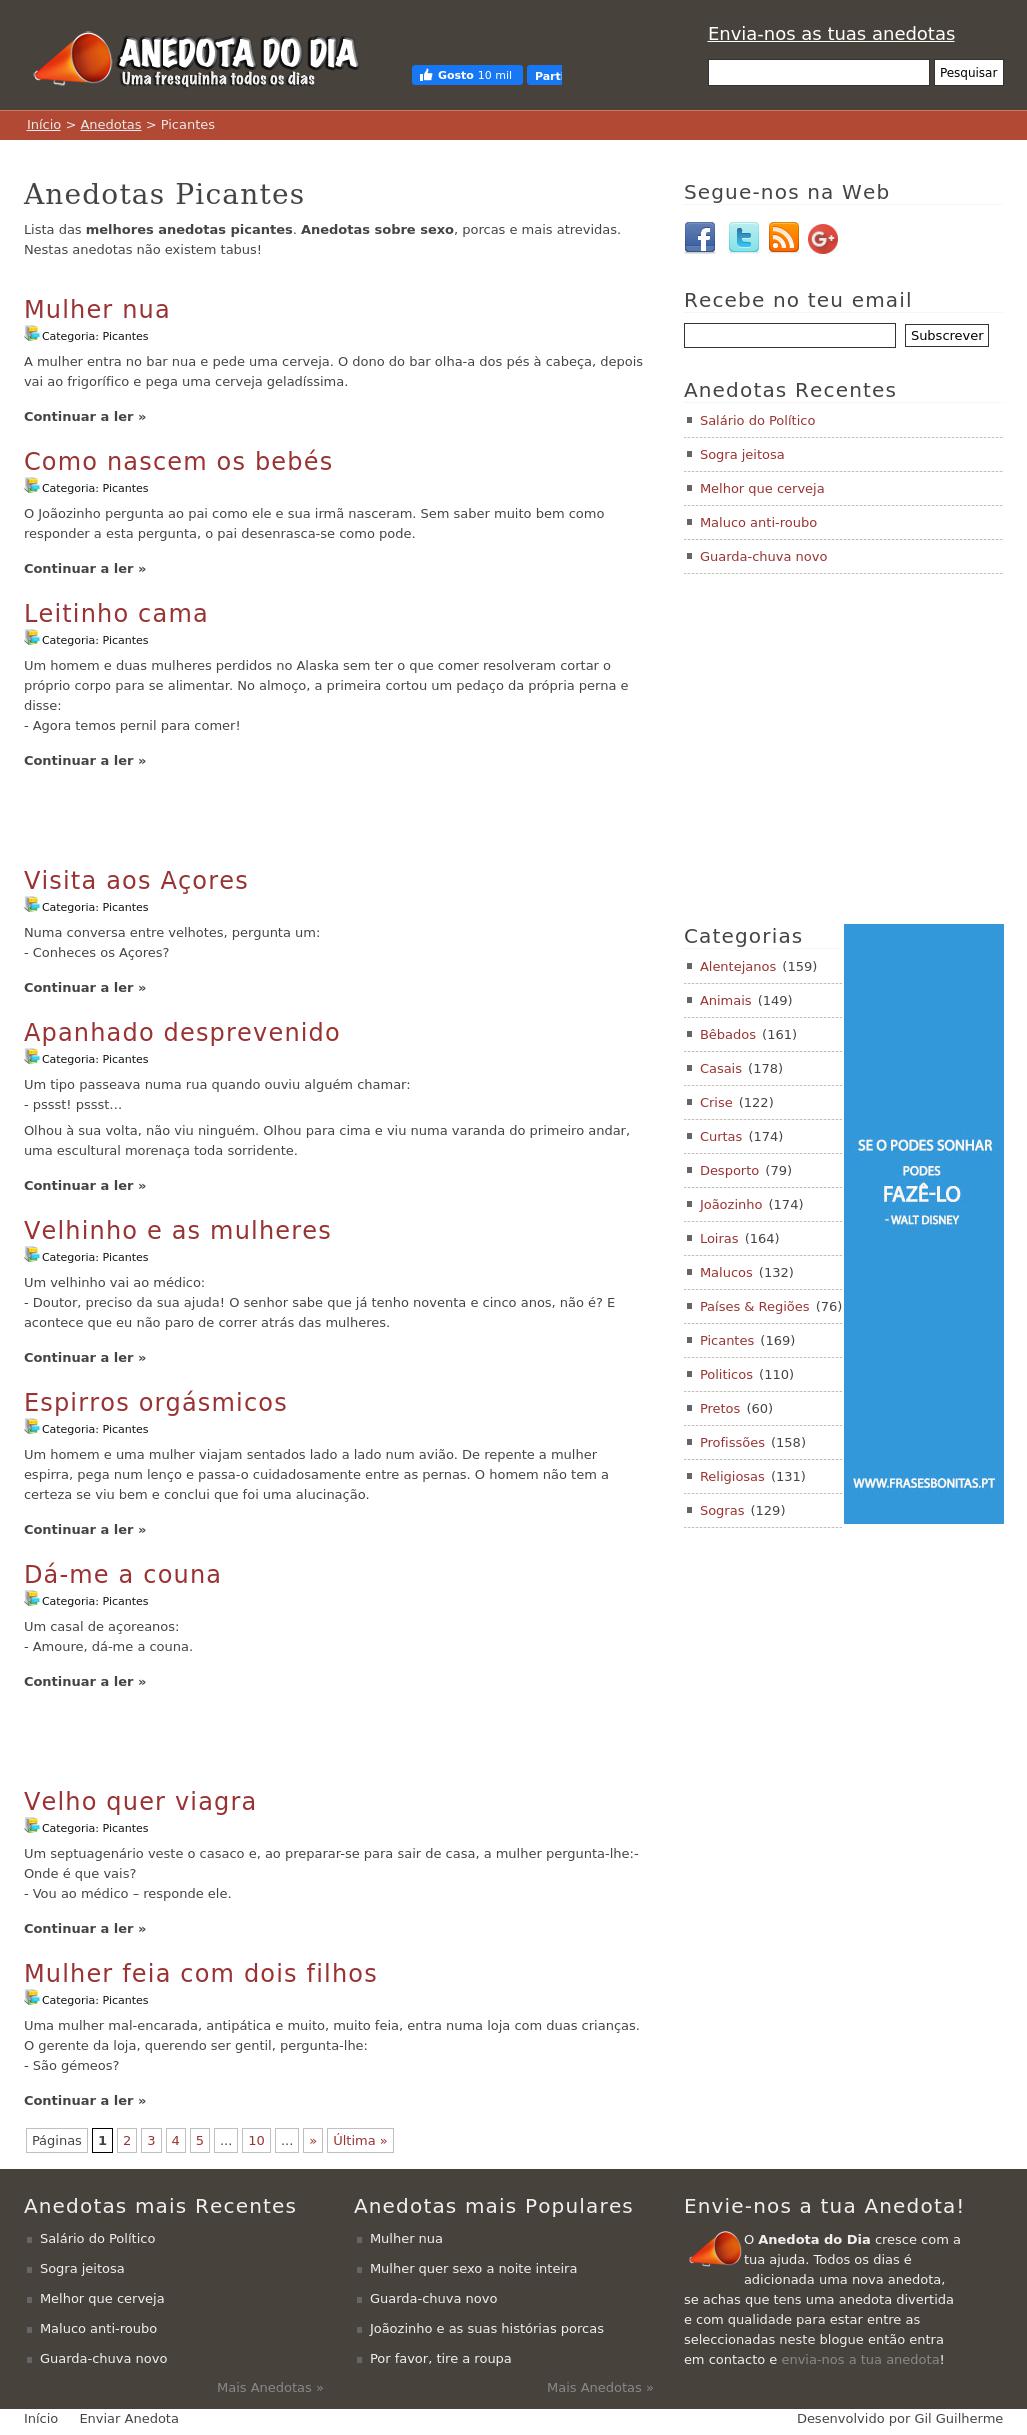 ANEDOTA DO DIA
Uma fresquinha todos os dias
Gosto 10 mil
Part
Envia-nos as tuas anedotas
Pesquisar
Início > Anedotas > Picantes
Anedotas Picantes
Lista das melhores anedotas picantes. Anedotas sobre sexo, porcas e mais atrevidas.
Nestas anedotas não existem tabus!
Mulher nua
Categoria: Picantes
A mulher entra no bar nua e pede uma cerveja. O dono do bar olha-a dos pés à cabeça, depois
vai ao frigorífico e pega uma cerveja geladíssima.
Continuar a ler »
Como nascem os bebés
Categoria: Picantes
O Joãozinho pergunta ao pai como ele e sua irmã nasceram. Sem saber muito bem como
responder a esta pergunta, o pai desenrasca-se como pode.
Continuar a ler »
Leitinho cama
Categoria: Picantes
Um homem e duas mulheres perdidos no Alaska sem ter o que comer resolveram cortar o
próprio corpo para se alimentar. No almoço, a primeira cortou um pedaço da própria perna e
disse:
- Agora temos pernil para comer!
Continuar a ler »
Visita aos Açores
Categoria: Picantes
Numa conversa entre velhotes, pergunta um:
- Conheces os Açores?
Continuar a ler »
Apanhado desprevenido
Categoria: Picantes
Um tipo passeava numa rua quando ouviu alguém chamar:
- pssst! pssst…
Olhou à sua volta, não viu ninguém. Olhou para cima e viu numa varanda do primeiro andar,
uma escultural morenaça toda sorridente.
Continuar a ler »
Velhinho e as mulheres
Categoria: Picantes
Um velhinho vai ao médico:
- Doutor, preciso da sua ajuda! O senhor sabe que já tenho noventa e cinco anos, não é? E
acontece que eu não paro de correr atrás das mulheres.
Continuar a ler »
Espirros orgásmicos
Categoria: Picantes
Um homem e uma mulher viajam sentados lado a lado num avião. De repente a mulher
espirra, pega num lenço e passa-o cuidadosamente entre as pernas. O homem não tem a
certeza se viu bem e conclui que foi uma alucinação.
Continuar a ler »
Dá-me a couna
Categoria: Picantes
Um casal de açoreanos:
- Amoure, dá-me a couna.
Continuar a ler »
Velho quer viagra
Categoria: Picantes
Um septuagenário veste o casaco e, ao preparar-se para sair de casa, a mulher pergunta-lhe:-
Onde é que vais?
- Vou ao médico – responde ele.
Continuar a ler »
Mulher feia com dois filhos
Categoria: Picantes
Uma mulher mal-encarada, antipática e muito, muito feia, entra numa loja com duas crianças.
O gerente da loja, querendo ser gentil, pergunta-lhe:
- São gémeos?
Continuar a ler »
Páginas 1 2 3 4 5 ... 10 ... » Última »
Segue-nos na Web
Recebe no teu email
Subscrever
Anedotas Recentes
Salário do Político
Sogra jeitosa
Melhor que cerveja
Maluco anti-roubo
Guarda-chuva novo
Categorias
Alentejanos (159)
Animais (149)
Bêbados (161)
Casais (178)
Crise (122)
Curtas (174)
Desporto (79)
Joãozinho (174)
Loiras (164)
Malucos (132)
Países & Regiões (76)
Picantes (169)
Politicos (110)
Pretos (60)
Profissões (158)
Religiosas (131)
Sogras (129)
SE O PODES SONHAR
PODES
FAZÊ-LO
- WALT DISNEY
WWW.FRASESBONITAS.PT
Anedotas mais Recentes
Salário do Político
Sogra jeitosa
Melhor que cerveja
Maluco anti-roubo
Guarda-chuva novo
Mais Anedotas »
Anedotas mais Populares
Mulher nua
Mulher quer sexo a noite inteira
Guarda-chuva novo
Joãozinho e as suas histórias porcas
Por favor, tire a roupa
Mais Anedotas »
Envie-nos a tua Anedota!
O Anedota do Dia cresce com a
tua ajuda. Todos os dias é
adicionada uma nova anedota,
se achas que tens uma anedota divertida
e com qualidade para estar entre as
seleccionadas neste blogue então entra
em contacto e envia-nos a tua anedota!
Início Enviar Anedota
Desenvolvido por Gil Guilherme